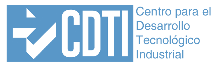 CDTI
Centro para el
Desarrollo
Tecnológico
Industrial